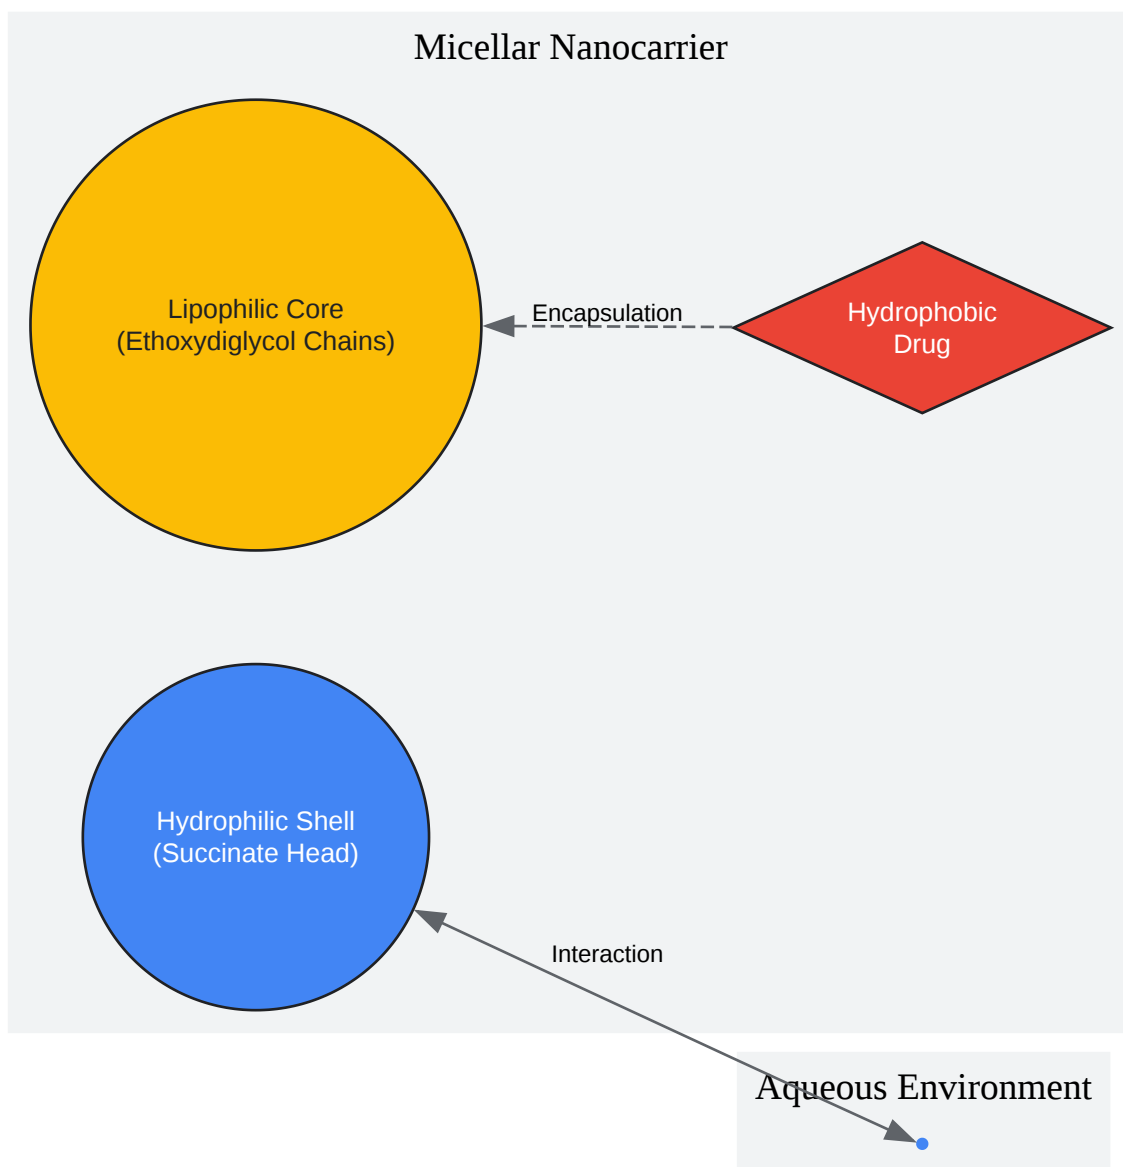 Micellar Nanocarrier
Lipophilic Core
(Ethoxydiglycol Chains)
Encapsulation
Hydrophobic
Drug
Hydrophilic Shell
(Succinate Head)
Interaction
Aqueous Environment